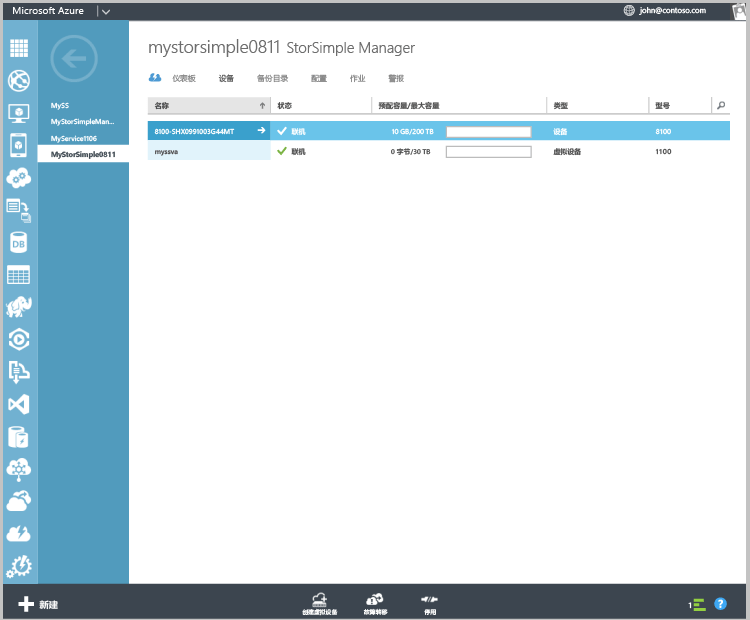 Microsoft Azure
john@contoso.com
MySS
MyStorSimpleMan...
MyService1106
MyStorSimple0811
mystorsimple0811 StorSimple Manager
仪表板 设备 备份目录 配置 作业 警报
名称 状态 预配容量/最大容量 类型 型号
8100-SHX0991003G44MT 联机 10 GB/200 TB 设备 8100
myssva 联机 0 字节/30 TB 虚拟设备 1100
DB
新建 创建虚拟设备 故障转移 停用 1 ?